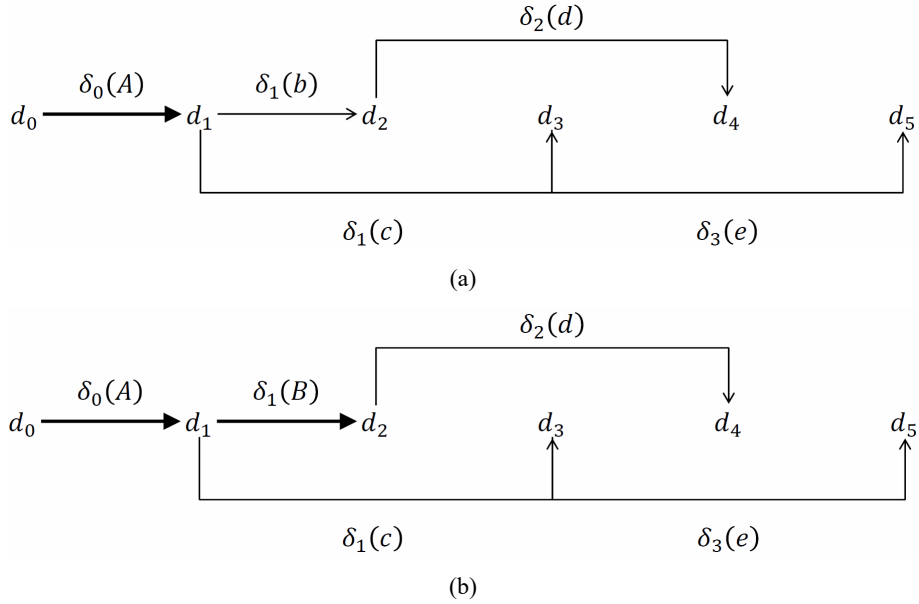 δ₂(d)
δ₀(A) δ₁(b)
d₀ d₁ d₂ d₃ d₄ d₅
δ₁(c) δ₃(e)
(a)
δ₂(d)
δ₀(A) δ₁(B)
d₀ d₁ d₂ d₃ d₄ d₅
δ₁(c) δ₃(e)
(b)